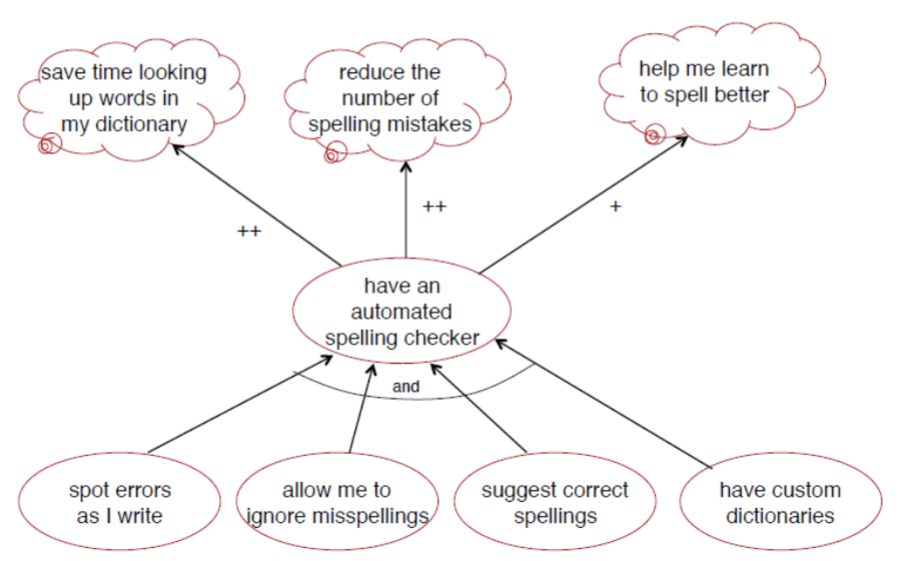 save time looking
up words in
my dictionary
reduce the
number of
spelling mistakes
help me learn
to spell better
++
++
+
have an
automated
spelling checker
and
spot errors
as I write
allow me to
ignore misspellings
suggest correct
spellings
have custom
dictionaries